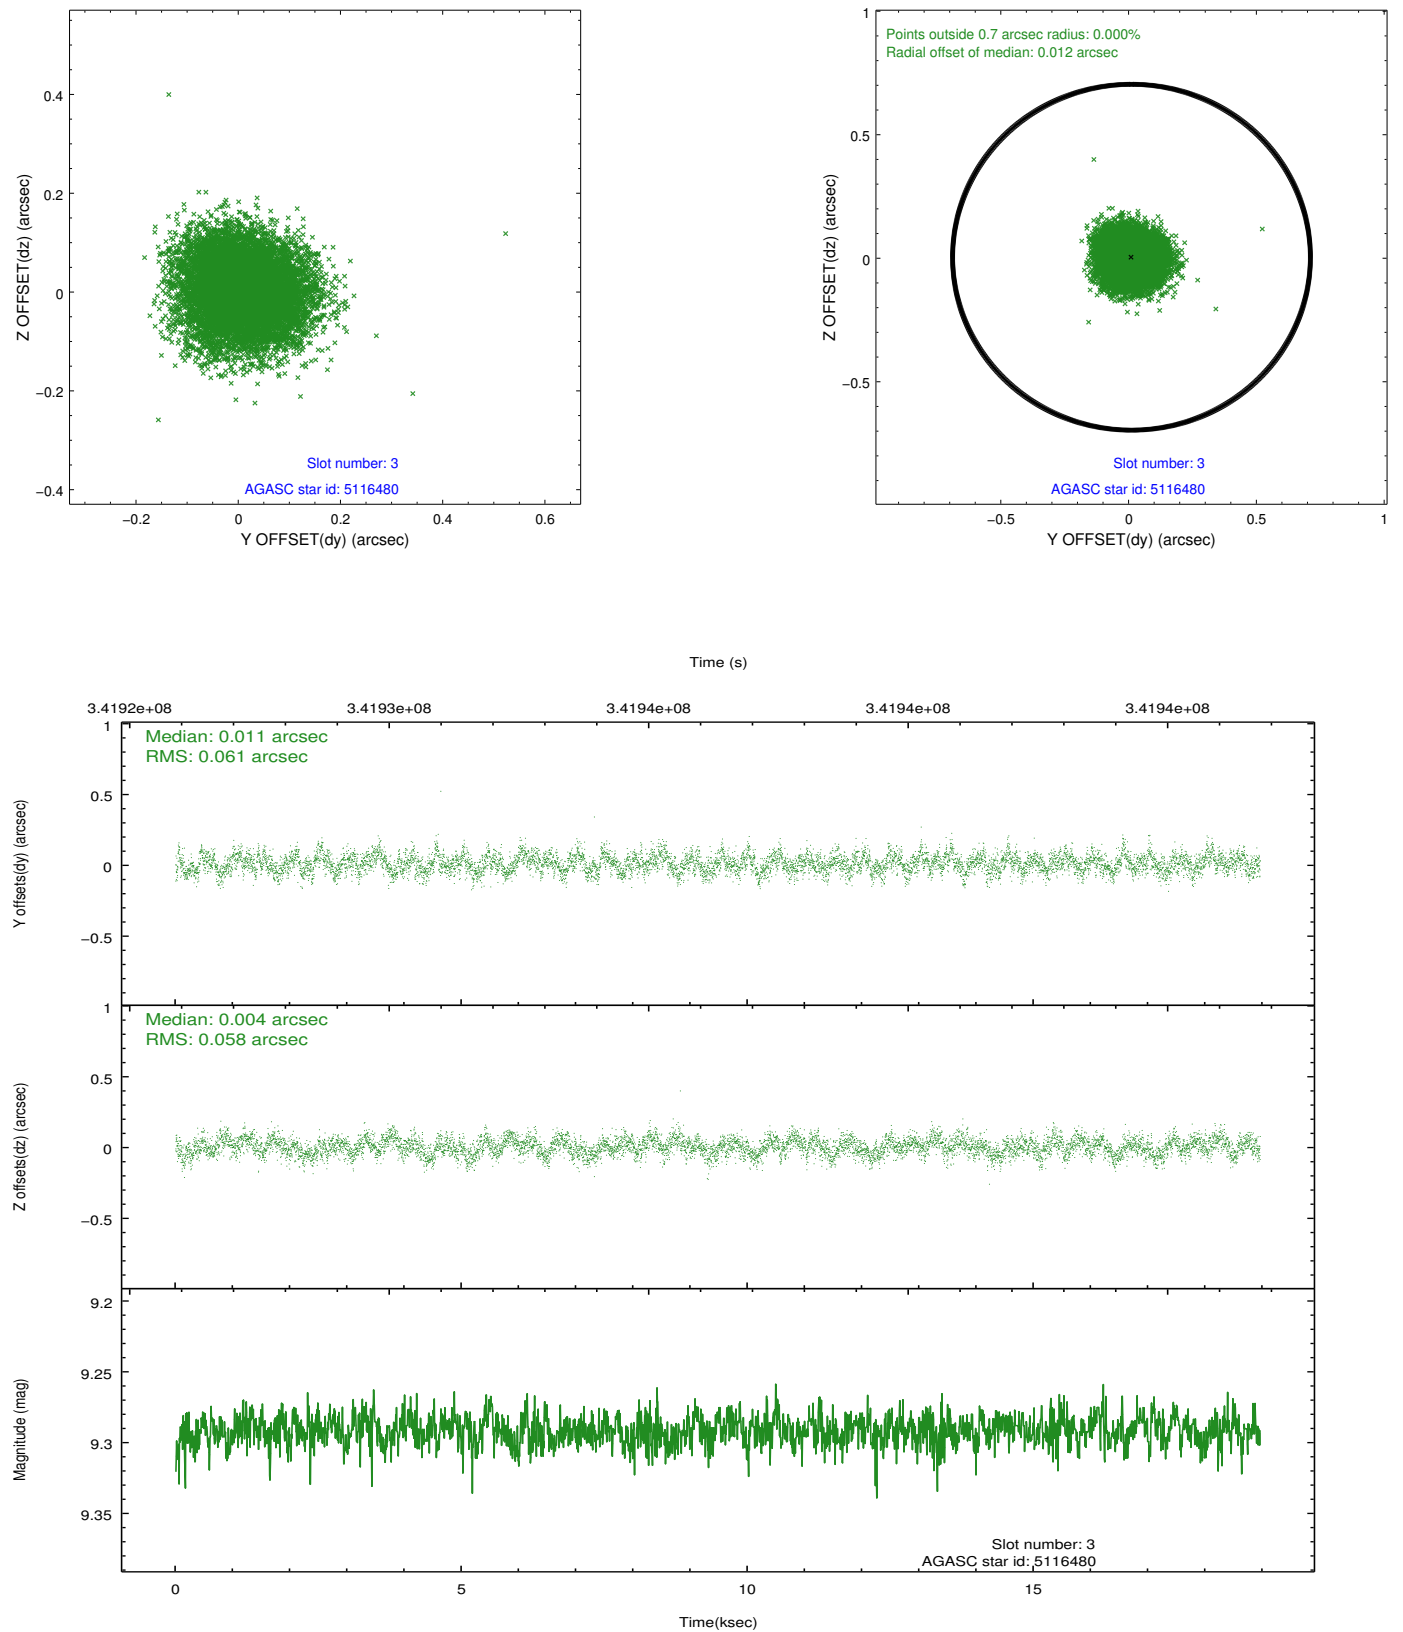 0.4
0.2
0
−0.2
−0.4
Z OFFSET(dz) (arcsec)
Slot number: 3
AGASC star id: 5116480
−0.2 0 0.2 0.4 0.6
Y OFFSET(dy) (arcsec)
1
0.5
0
−0.5
Z OFFSET(dz) (arcsec)
Points outside 0.7 arcsec radius: 0.000%
Radial offset of median: 0.012 arcsec
Slot number: 3
AGASC star id: 5116480
−0.5 0 0.5 1
Y OFFSET(dy) (arcsec)
Time (s)
3.4192e+08 3.4193e+08 3.4194e+08 3.4194e+08 3.4194e+08
1
0.5
0
−0.5
Y offsets(dy) (arcsec)
Median: 0.011 arcsec
RMS: 0.061 arcsec
1
0.5
0
−0.5
Z offsets(dz) (arcsec)
Median: 0.004 arcsec
RMS: 0.058 arcsec
9.2
9.25
9.3
9.35
Magnitude (mag)
Slot number: 3
AGASC star id: 5116480
0 5 10 15
Time(ksec)